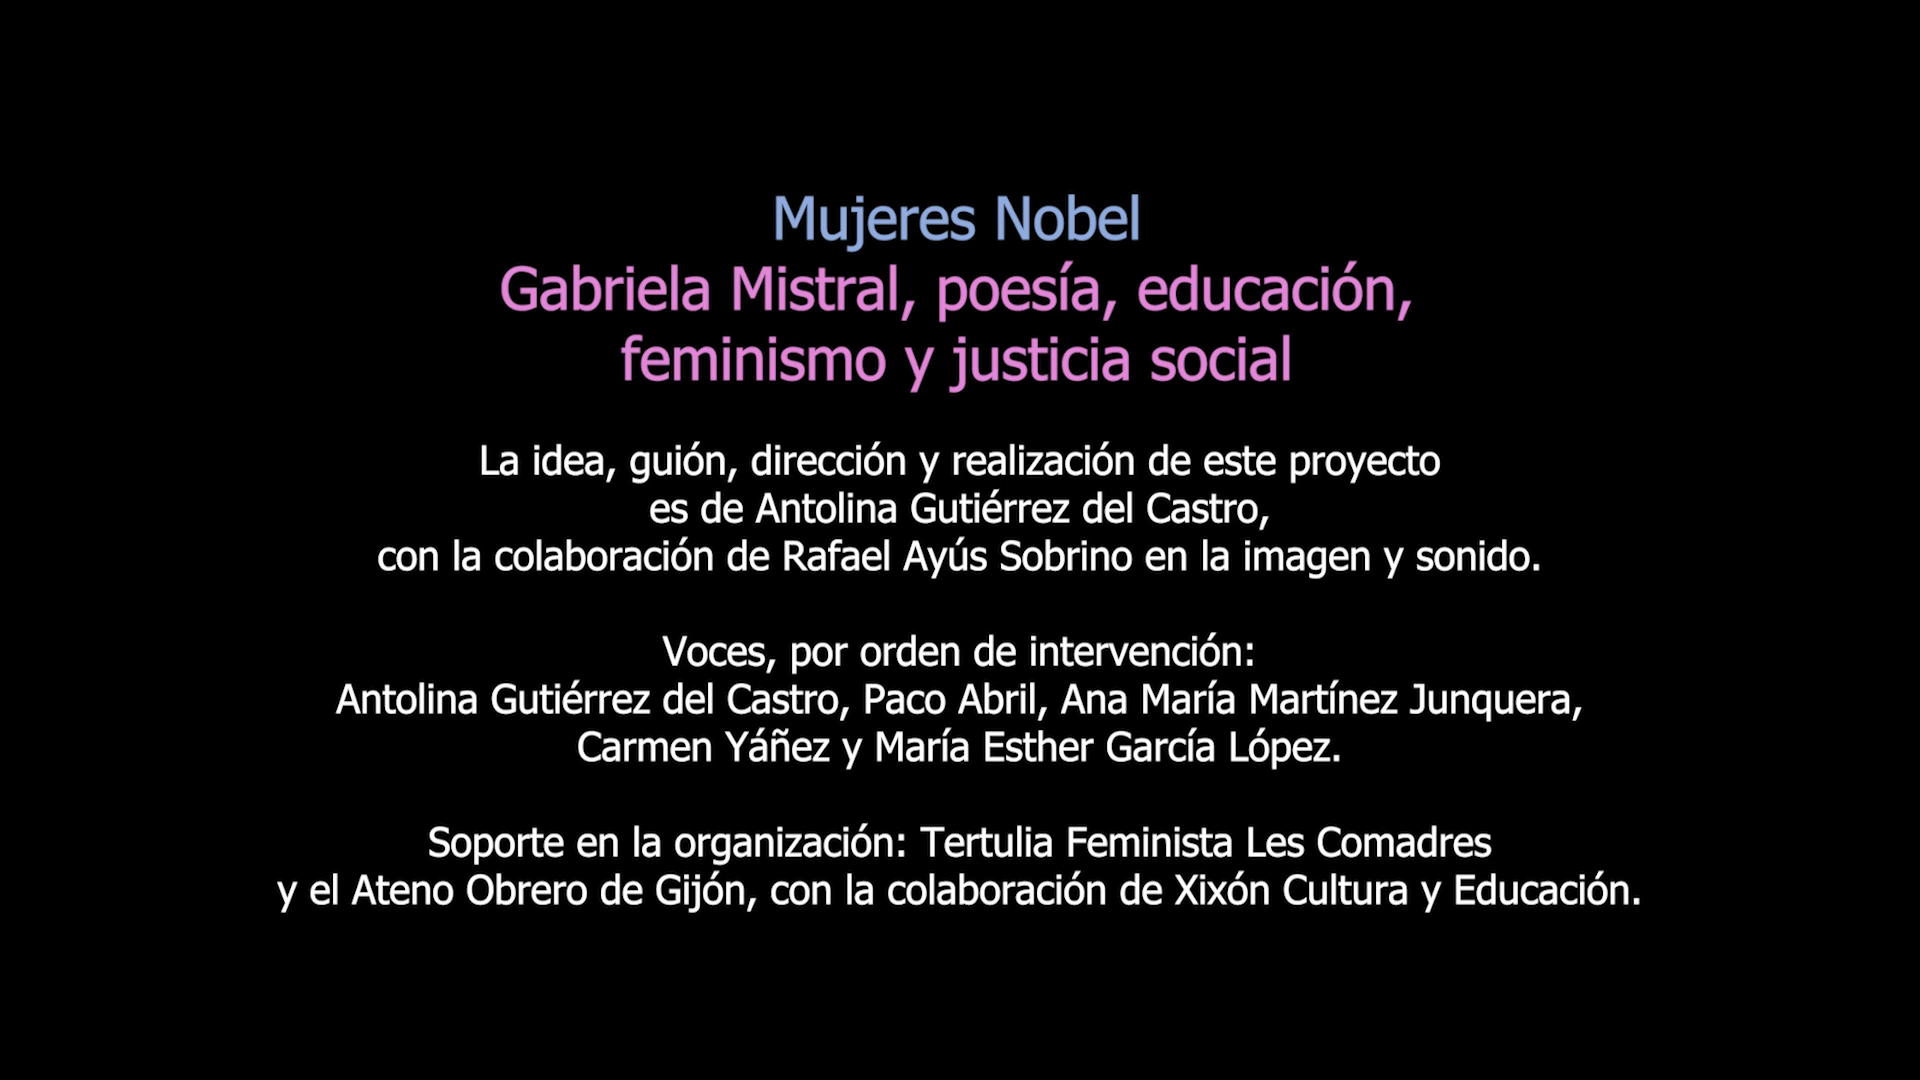 Mujeres Nobel
Gabriela Mistral, poesía, educación,
feminismo y justicia social
La idea, guión, dirección y realización de este proyecto
es de Antolina Gutiérrez del Castro,
con la colaboración de Rafael Ayús Sobrino en la imagen y sonido.
Voces, por orden de intervención:
Antolina Gutiérrez del Castro, Paco Abril, Ana María Martínez Junquera,
Carmen Yáñez y María Esther García López.
Soporte en la organización: Tertulia Feminista Les Comadres
y el Ateno Obrero de Gijón, con la colaboración de Xixón Cultura y Educación.